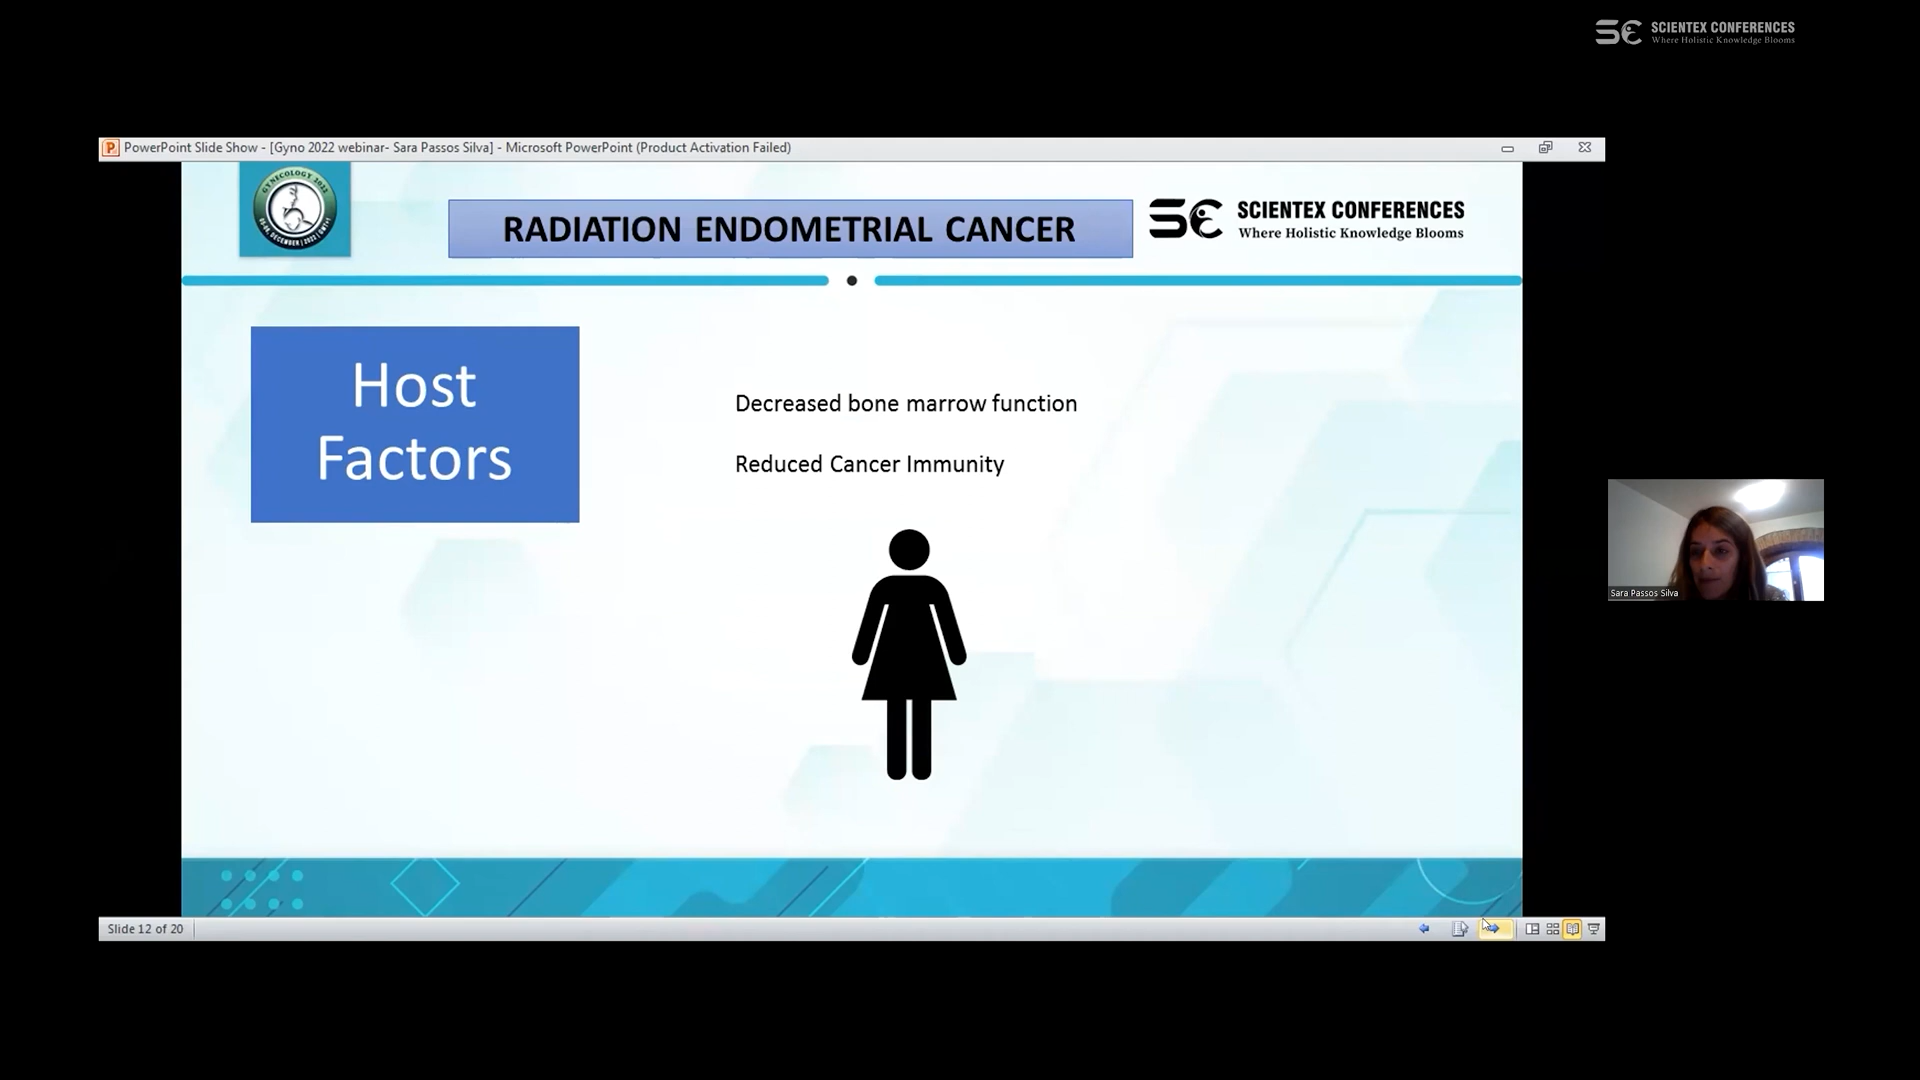 SCIENTEX CONFERENCES
Where Holistic Knowledge Blooms
PowerPoint Slide Show - [Gyno 2022 webinar- Sara Passos Silva] - Microsoft PowerPoint (Product Activation Failed)
GYNECOLOGY 2022
RADIATION ENDOMETRIAL CANCER
SCIENTEX CONFERENCES
Where Holistic Knowledge Blooms
Host
Factors
Decreased bone marrow function
Reduced Cancer Immunity
Sara Passos Silva
Slide 12 of 20